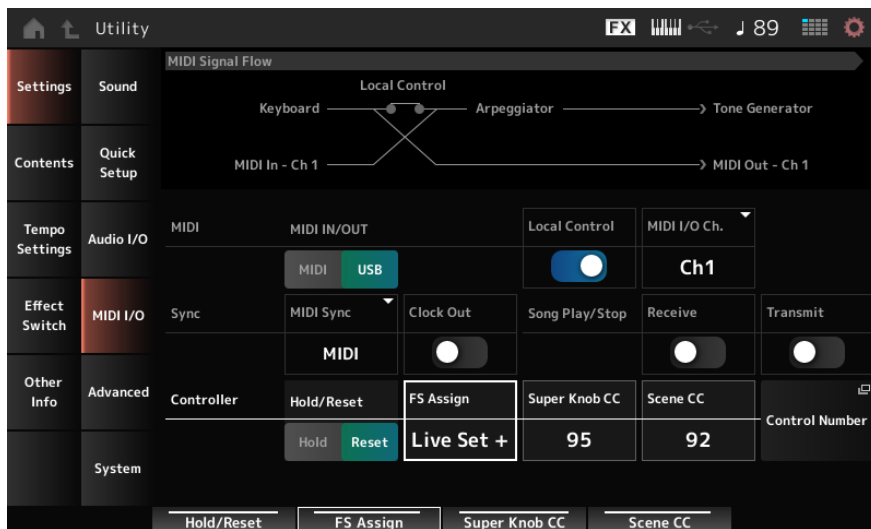 Utility
FX
♩ 89
Settings
Sound
Contents
Quick
Setup
Tempo
Settings
Audio I/O
Effect
Switch
MIDI I/O
Other
Info
Advanced
System
MIDI Signal Flow
Local Control
Keyboard
Arpeggiator
Tone Generator
MIDI In - Ch 1
MIDI Out - Ch 1
MIDI
MIDI IN/OUT
Local Control
MIDI I/O Ch.
MIDI
USB
Ch1
Sync
MIDI Sync
Clock Out
Song Play/Stop
Receive
Transmit
MIDI
Controller
Hold/Reset
FS Assign
Super Knob CC
Scene CC
Control Number
Hold
Reset
Live Set +
95
92
Hold/Reset
FS Assign
Super Knob CC
Scene CC